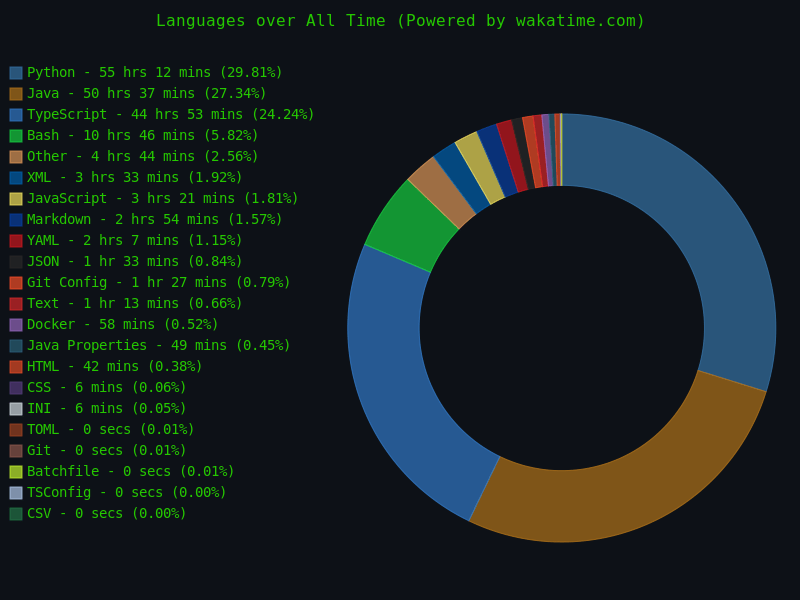 Languages over All Time (Powered by wakatime.com)
Python - 55 hrs 12 mins (29.81%)
Java - 50 hrs 37 mins (27.34%)
TypeScript - 44 hrs 53 mins (24.24%)
Bash - 10 hrs 46 mins (5.82%)
Other - 4 hrs 44 mins (2.56%)
XML - 3 hrs 33 mins (1.92%)
JavaScript - 3 hrs 21 mins (1.81%)
Markdown - 2 hrs 54 mins (1.57%)
YAML - 2 hrs 7 mins (1.15%)
JSON - 1 hr 33 mins (0.84%)
Git Config - 1 hr 27 mins (0.79%)
Text - 1 hr 13 mins (0.66%)
Docker - 58 mins (0.52%)
Java Properties - 49 mins (0.45%)
HTML - 42 mins (0.38%)
CSS - 6 mins (0.06%)
INI - 6 mins (0.05%)
TOML - 0 secs (0.01%)
Git - 0 secs (0.01%)
Batchfile - 0 secs (0.01%)
TSConfig - 0 secs (0.00%)
CSV - 0 secs (0.00%)